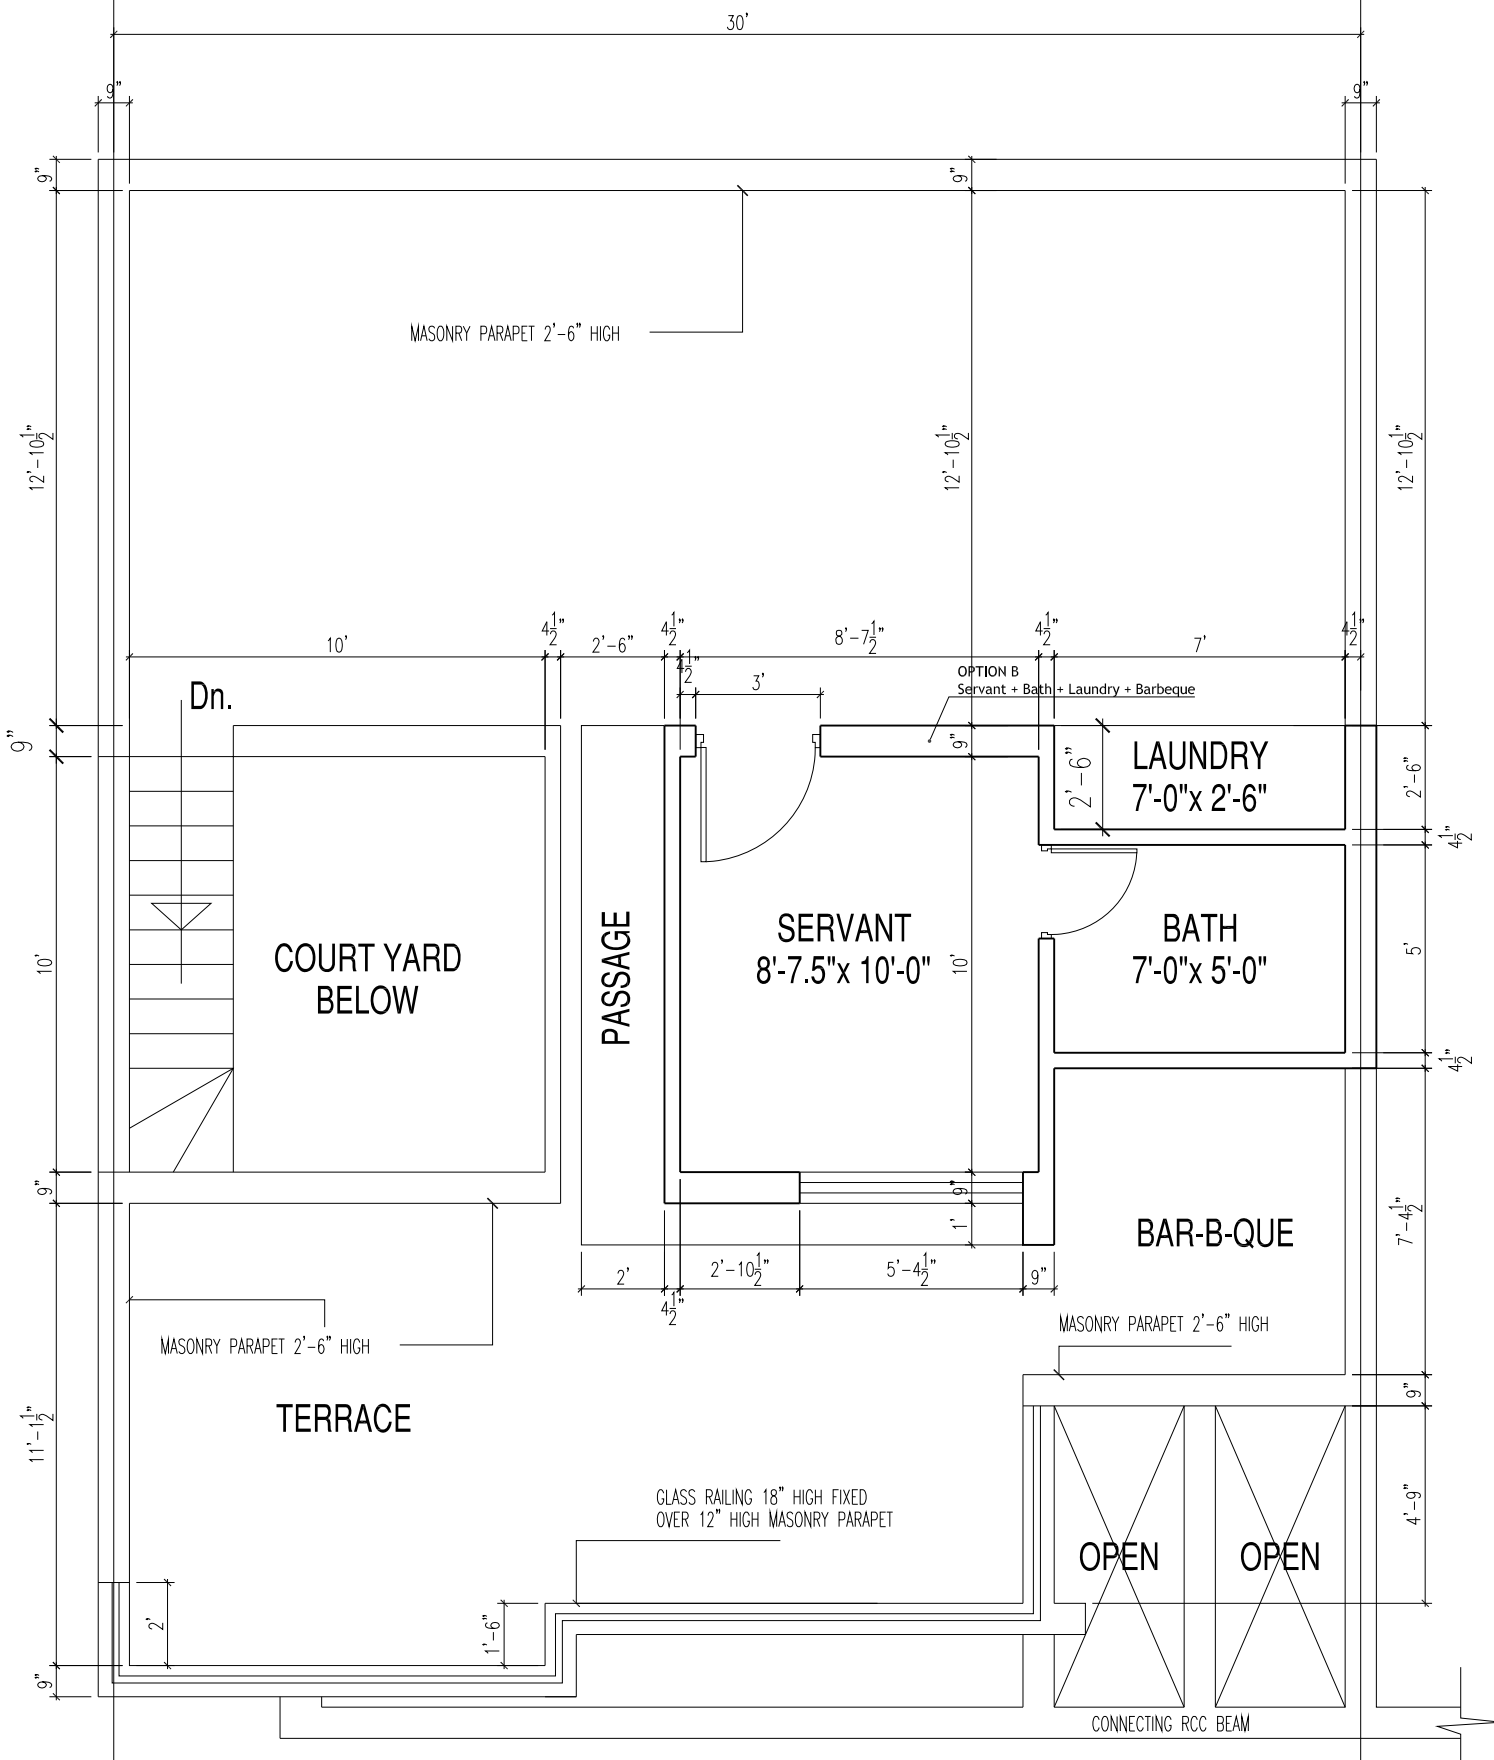 30'
9"
9"
9"
9"
MASONRY PARAPET 2'-6" HIGH
12'-10½"
12'-10½"
12'-10½"
10'
4½"
2'-6"
4½"
8'-7½"
4½"
7'
4½"
4½"
3'
OPTION B
Servant + Bath + Laundry + Barbeque
Dn.
9"
9"
2'-6"
LAUNDRY
7'-0"x 2'-6"
2'-6"
4½"
COURT YARD
BELOW
10'
PASSAGE
SERVANT
8'-7.5"x 10'-0"
10'
BATH
7'-0"x 5'-0"
5'
4½"
9"
9"
1'
BAR-B-QUE
7'-4½"
2'
4½"
2'-10½"
5'-4½"
9"
MASONRY PARAPET 2'-6" HIGH
MASONRY PARAPET 2'-6" HIGH
9"
TERRACE
11'-1½"
GLASS RAILING 18" HIGH FIXED
OVER 12" HIGH MASONRY PARAPET
4'-9"
OPEN
OPEN
2'
1'-6"
9"
CONNECTING RCC BEAM